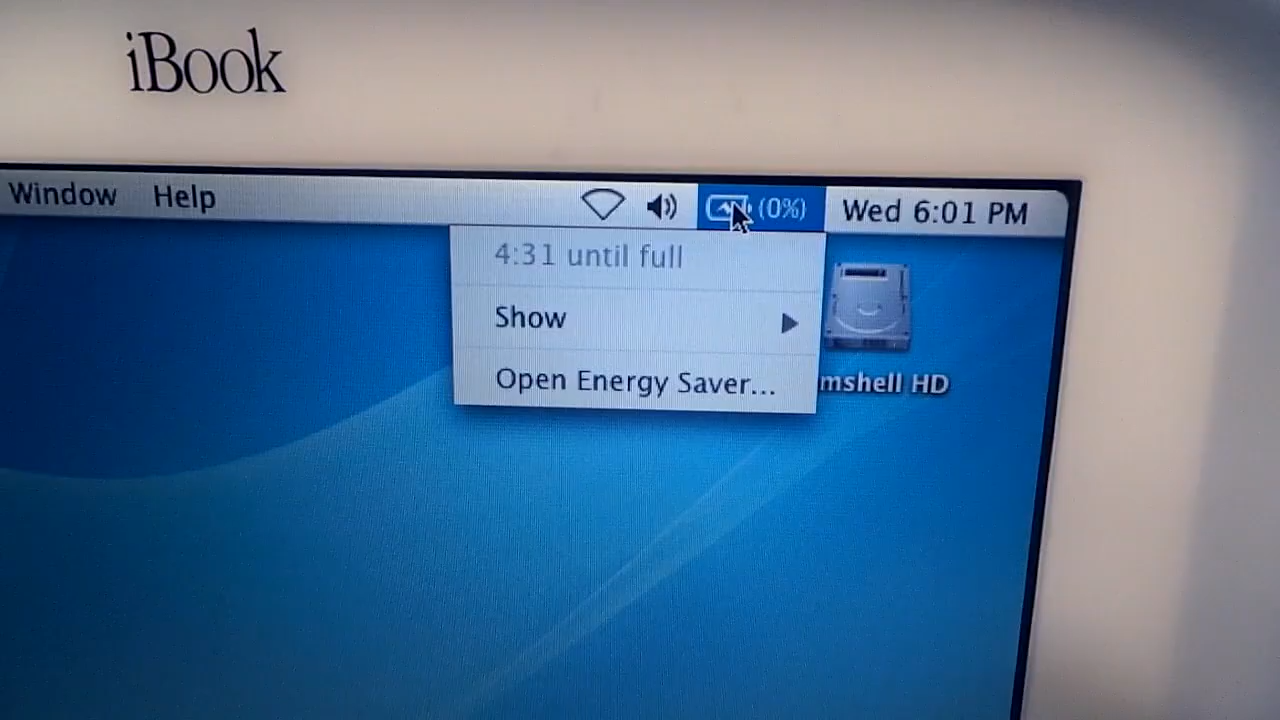 iBook
Window Help (0%) Wed 6:01 PM
4:31 until full
Show
Open Energy Saver...
mshell HD